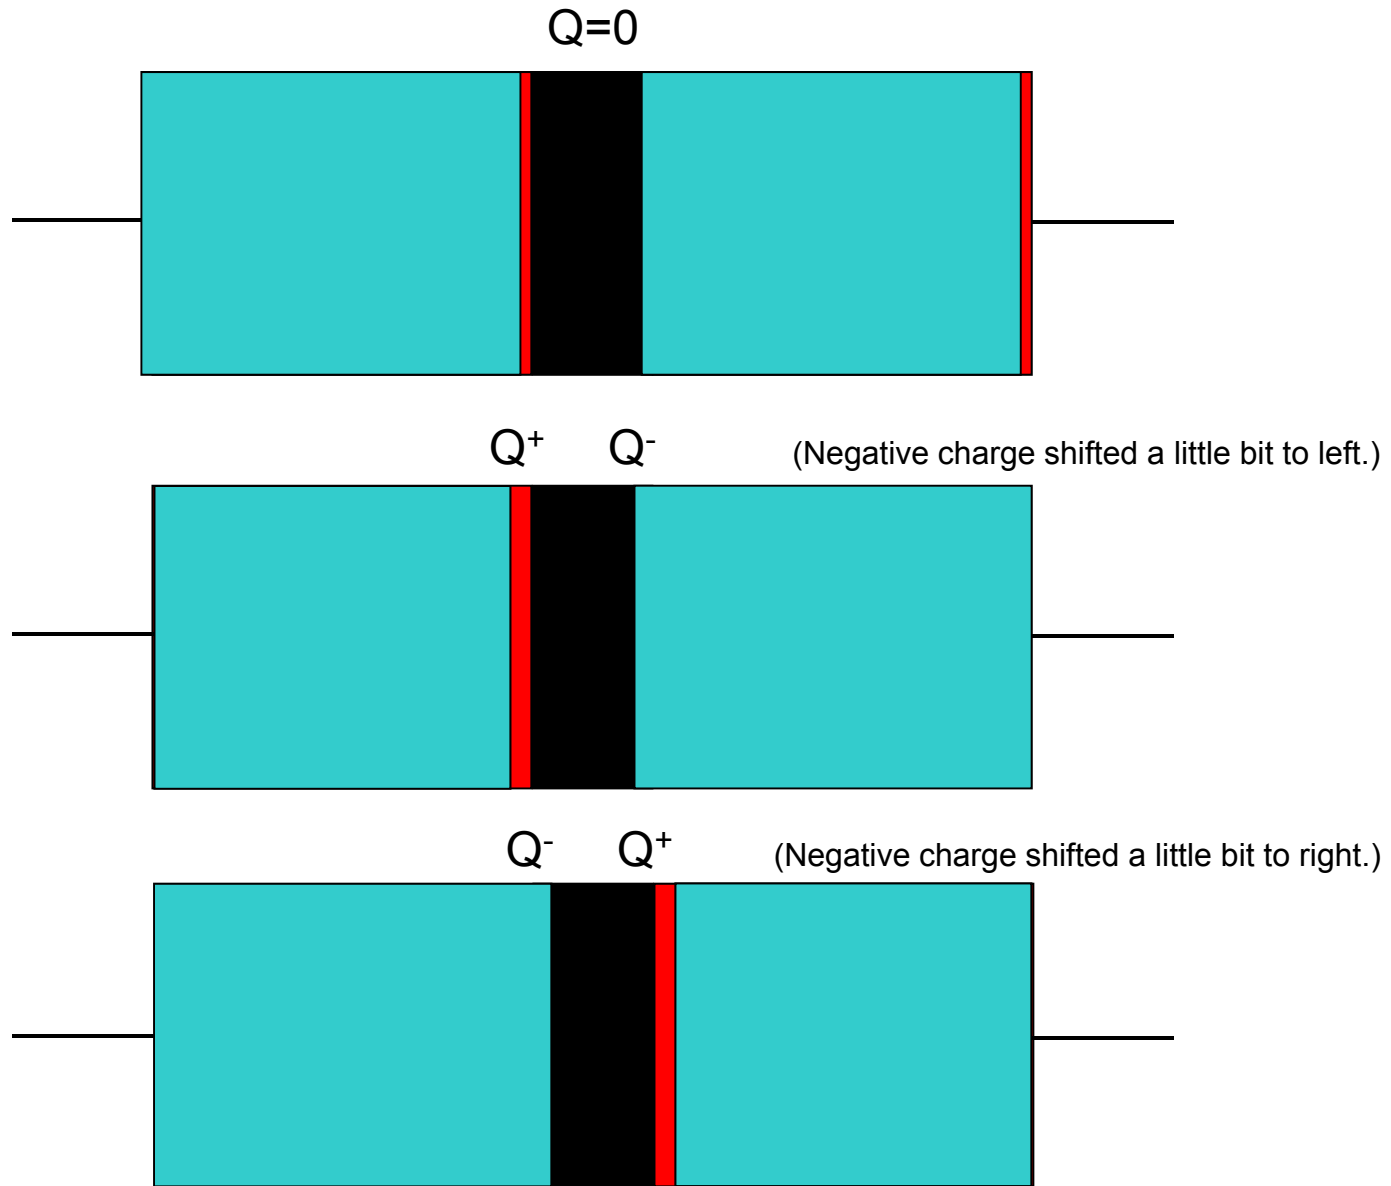 Q=0
Q⁺ Q⁻ (Negative charge shifted a little bit to left.)
Q⁻ Q⁺ (Negative charge shifted a little bit to right.)